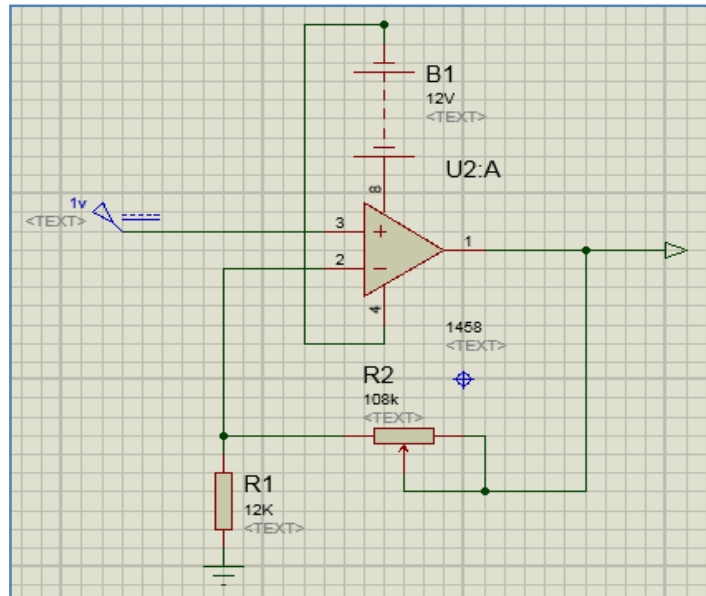 B1
12V
<TEXT>
U2:A
8
1v
<TEXT>
3
1
2
4
1458
<TEXT>
R2
108k
<TEXT>
R1
12K
<TEXT>